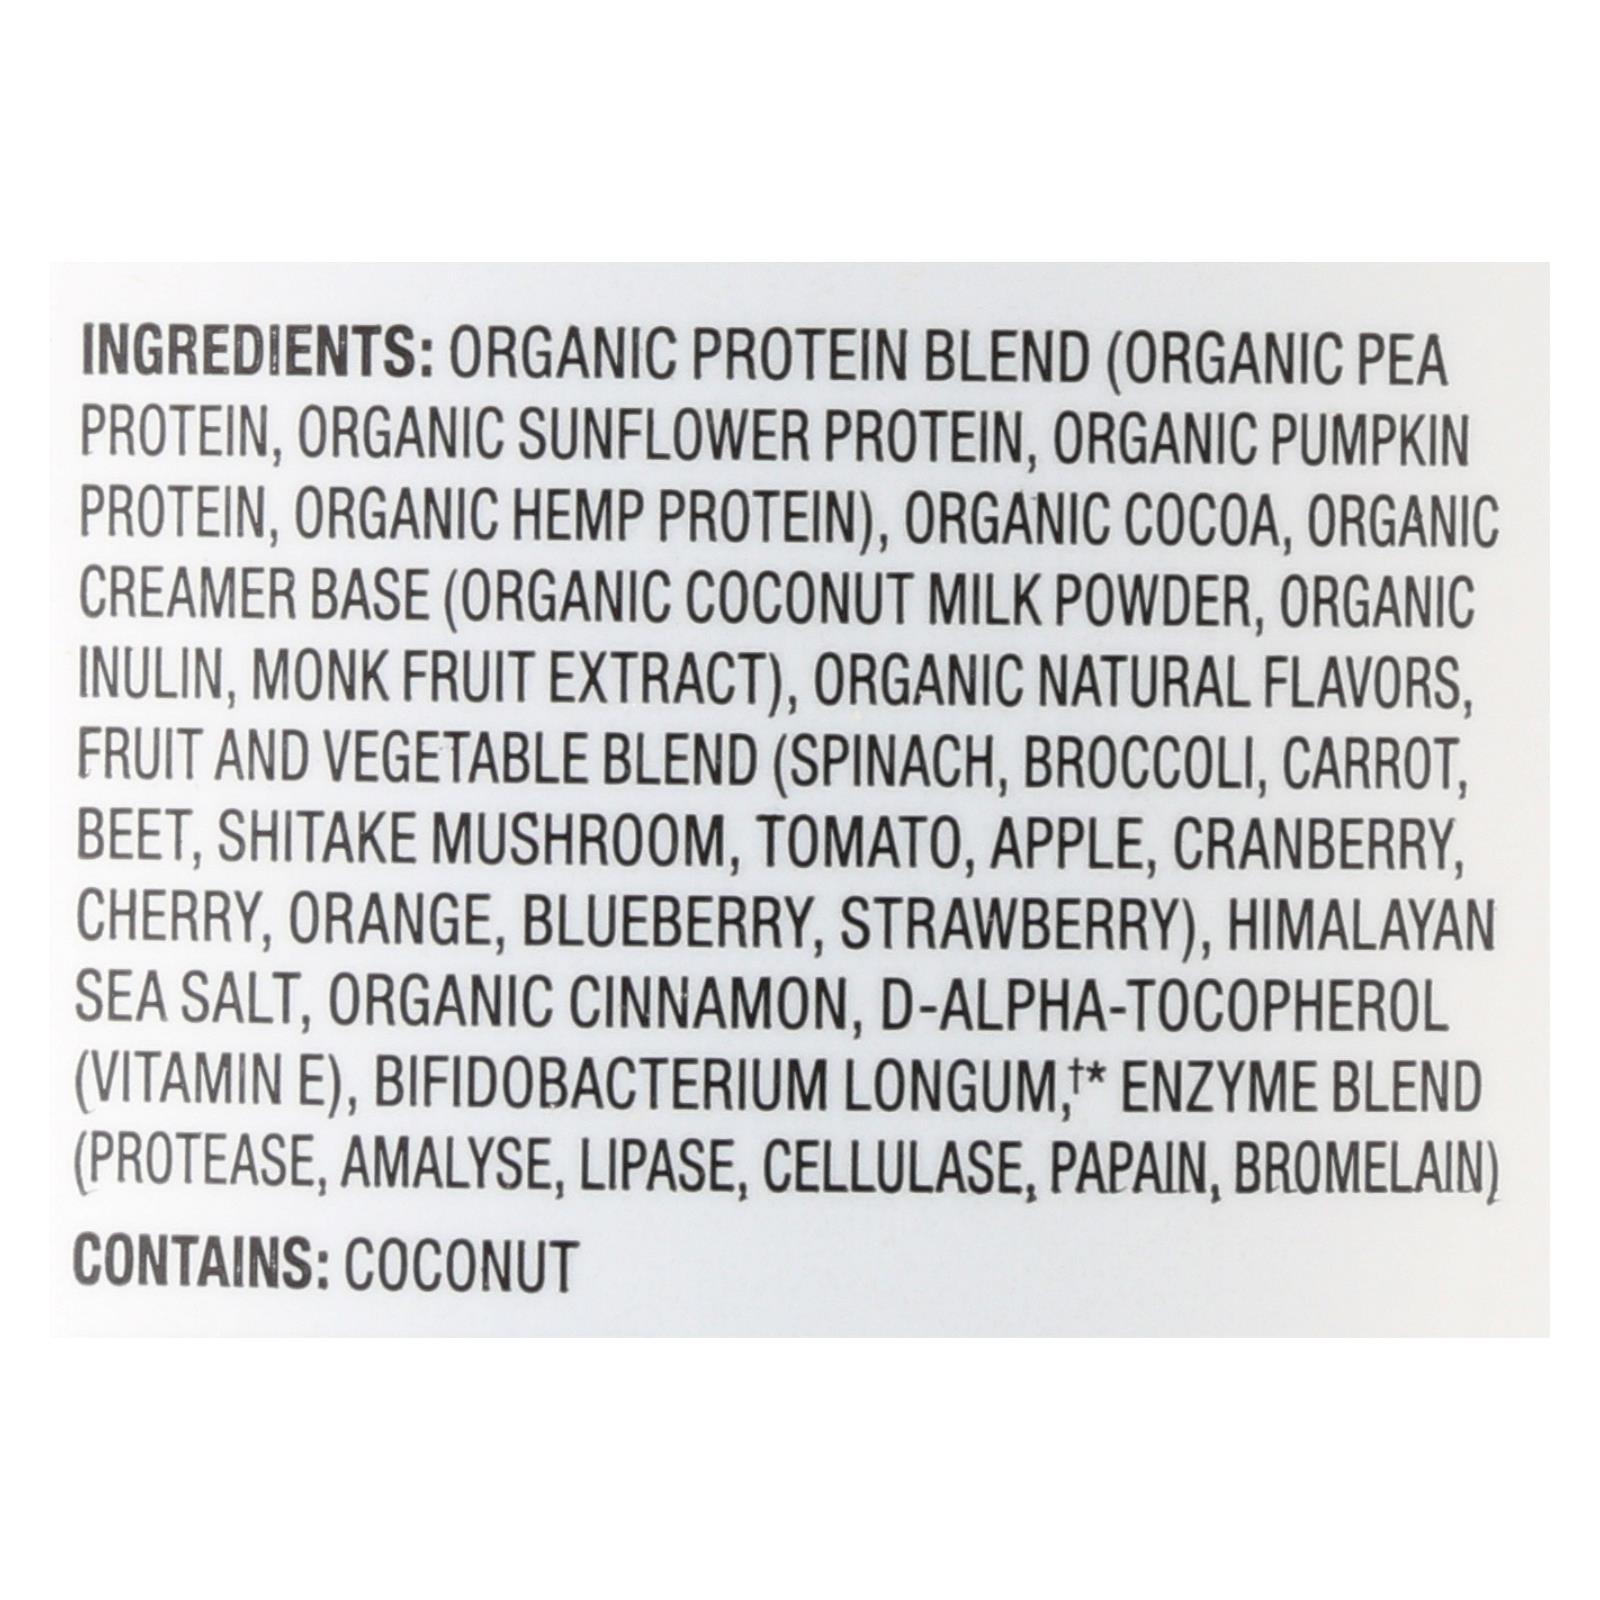 INGREDIENTS: ORGANIC PROTEIN BLEND (ORGANIC PEA
PROTEIN, ORGANIC SUNFLOWER PROTEIN, ORGANIC PUMPKIN
PROTEIN, ORGANIC HEMP PROTEIN), ORGANIC COCOA, ORGANIC
CREAMER BASE (ORGANIC COCONUT MILK POWDER, ORGANIC
INULIN, MONK FRUIT EXTRACT), ORGANIC NATURAL FLAVORS,
FRUIT AND VEGETABLE BLEND (SPINACH, BROCCOLI, CARROT,
BEET, SHITAKE MUSHROOM, TOMATO, APPLE, CRANBERRY,
CHERRY, ORANGE, BLUEBERRY, STRAWBERRY), HIMALAYAN
SEA SALT, ORGANIC CINNAMON, D-ALPHA-TOCOPHEROL
(VITAMIN E), BIFIDOBACTERIUM LONGUM,†* ENZYME BLEND
(PROTEASE, AMALYSE, LIPASE, CELLULASE, PAPAIN, BROMELAIN)
CONTAINS: COCONUT